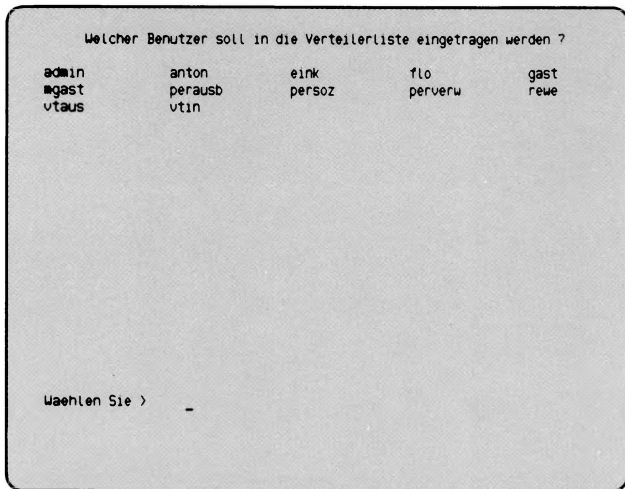 Welcher Benutzer soll in die Verteilerliste eingetragen werden ?
admin anton eink flo gast
mgast perausb persoz perverw rewe
vtaus vtin
Waehlen Sie > _